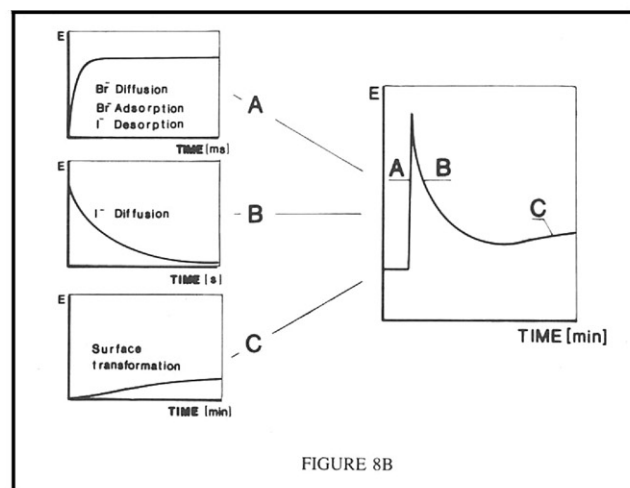 E
Br⁻ Diffusion
Br⁻ Adsorption
I⁻ Desorption
TIME [ms]
A
E
I⁻ Diffusion
TIME [s]
B
E
Surface
transformation
TIME [min]
C
E
A
B
C
TIME [min]
FIGURE 8B